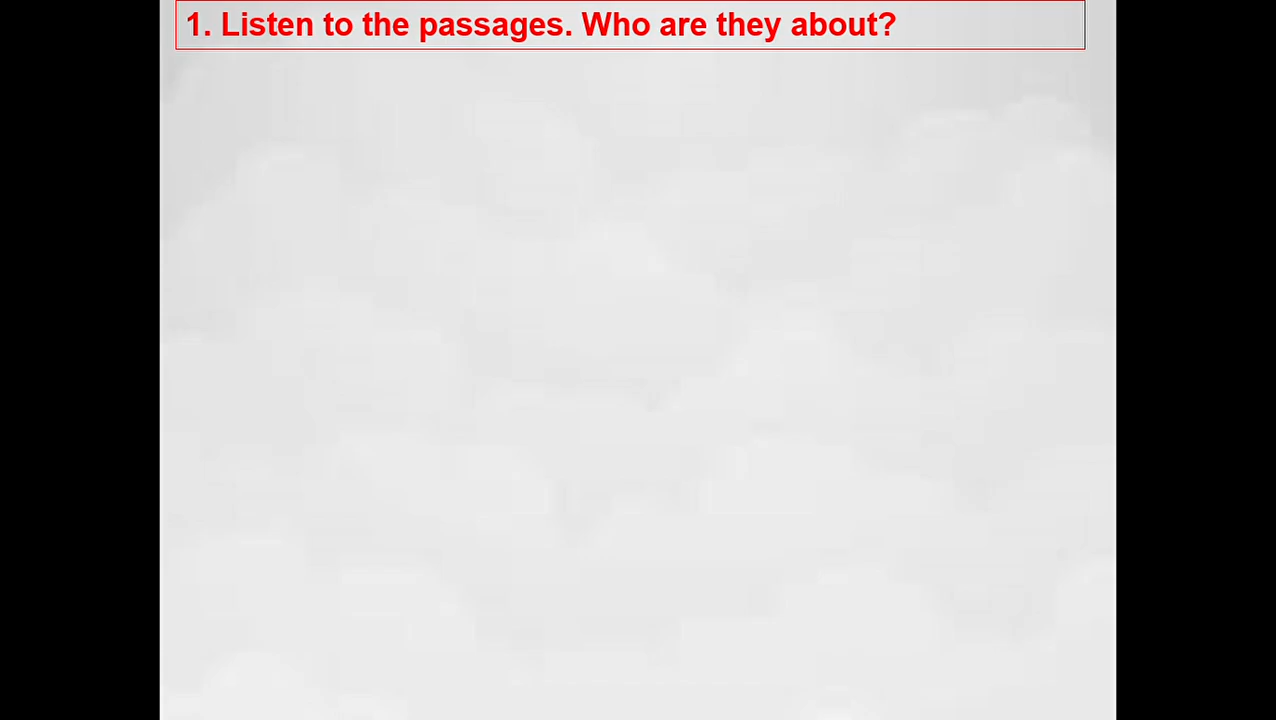 1. Listen to the passages. Who are they about?